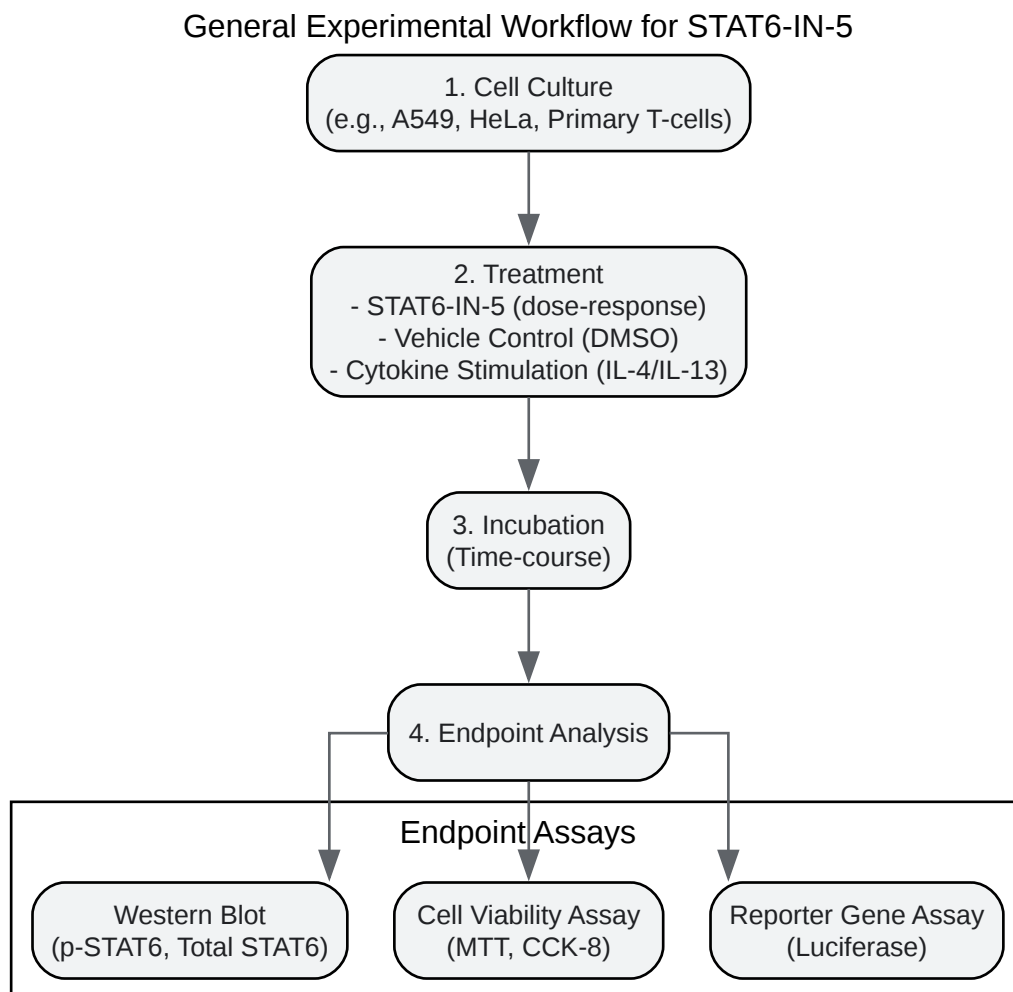 General Experimental Workflow for STAT6-IN-5
1. Cell Culture
(e.g., A549, HeLa, Primary T-cells)
2. Treatment
- STAT6-IN-5 (dose-response)
- Vehicle Control (DMSO)
- Cytokine Stimulation (IL-4/IL-13)
3. Incubation
(Time-course)
4. Endpoint Analysis
Endpoint Assays
Western Blot
(p-STAT6, Total STAT6)
Cell Viability Assay
(MTT, CCK-8)
Reporter Gene Assay
(Luciferase)